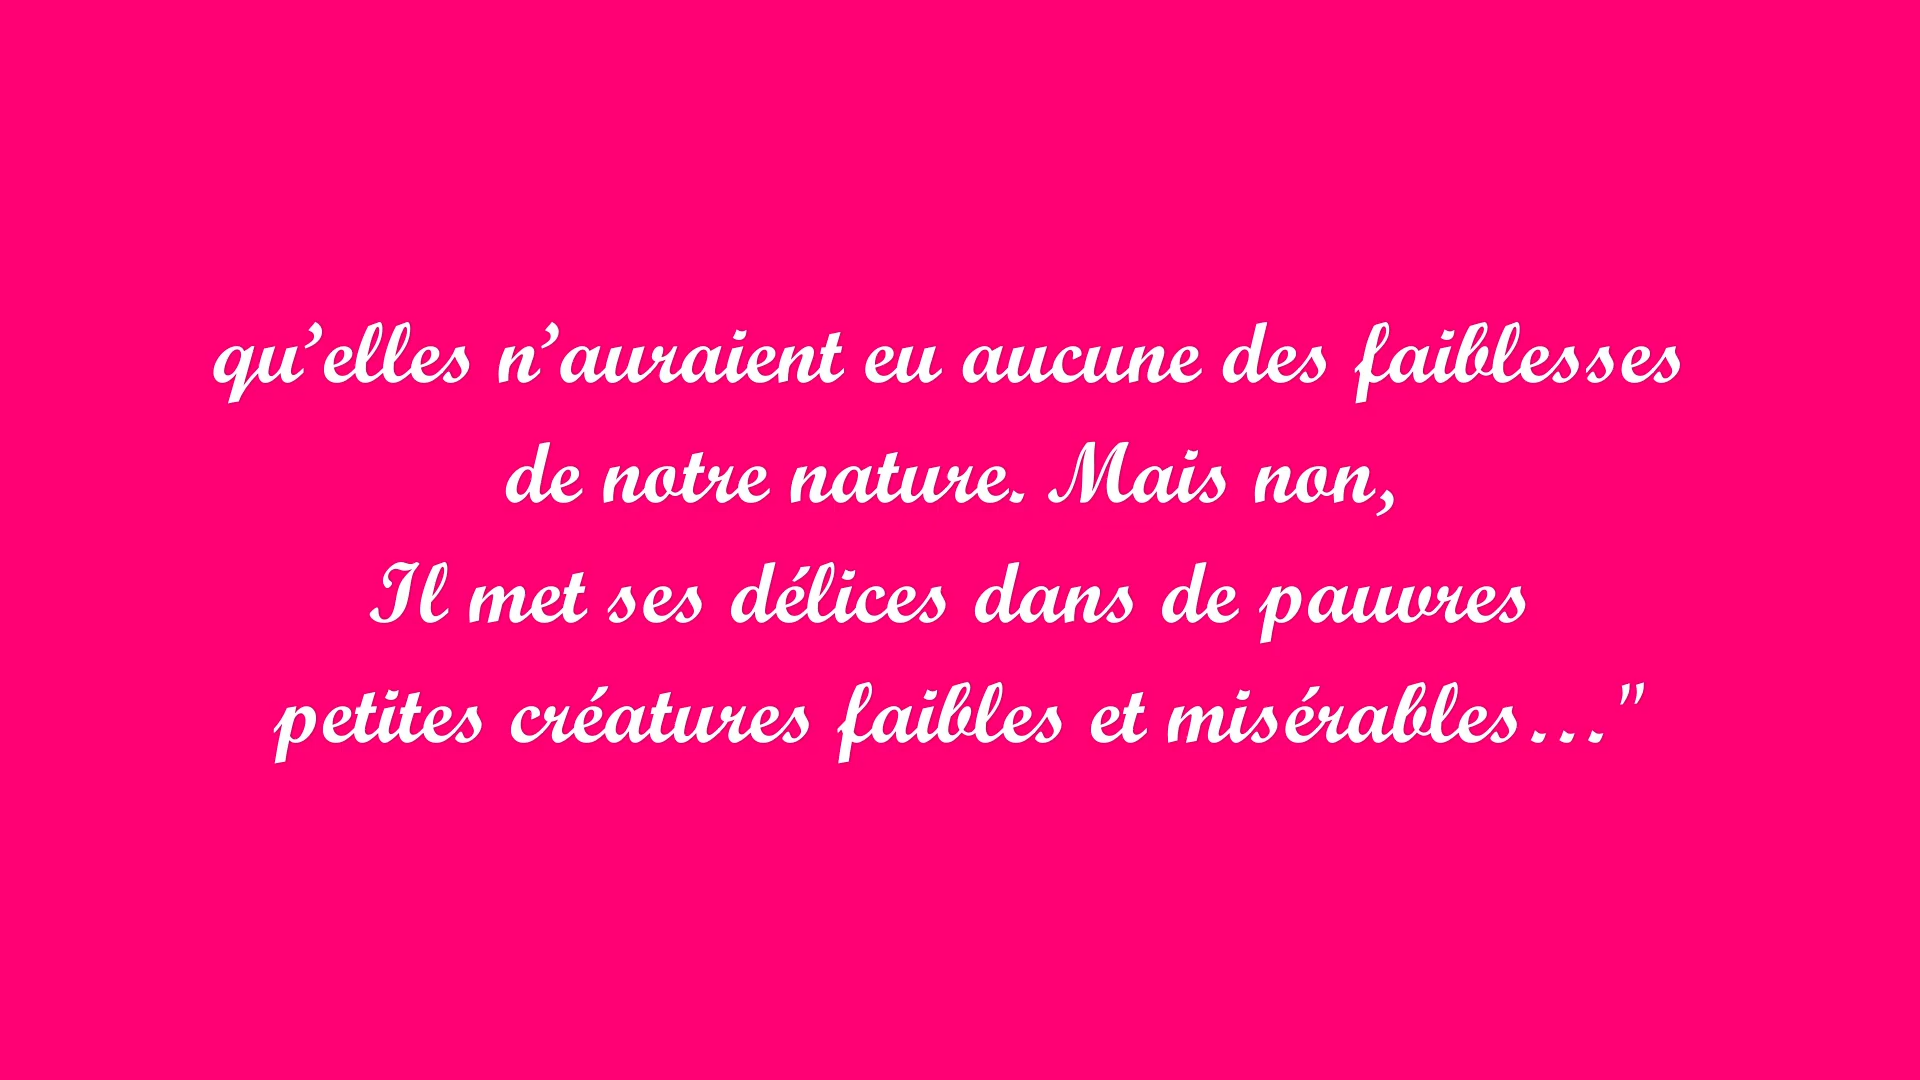 qu’elles n’auraient eu aucune des faiblesses
de notre nature. Mais non,
Il met ses délices dans de pauvres
petites créatures faibles et misérables..."